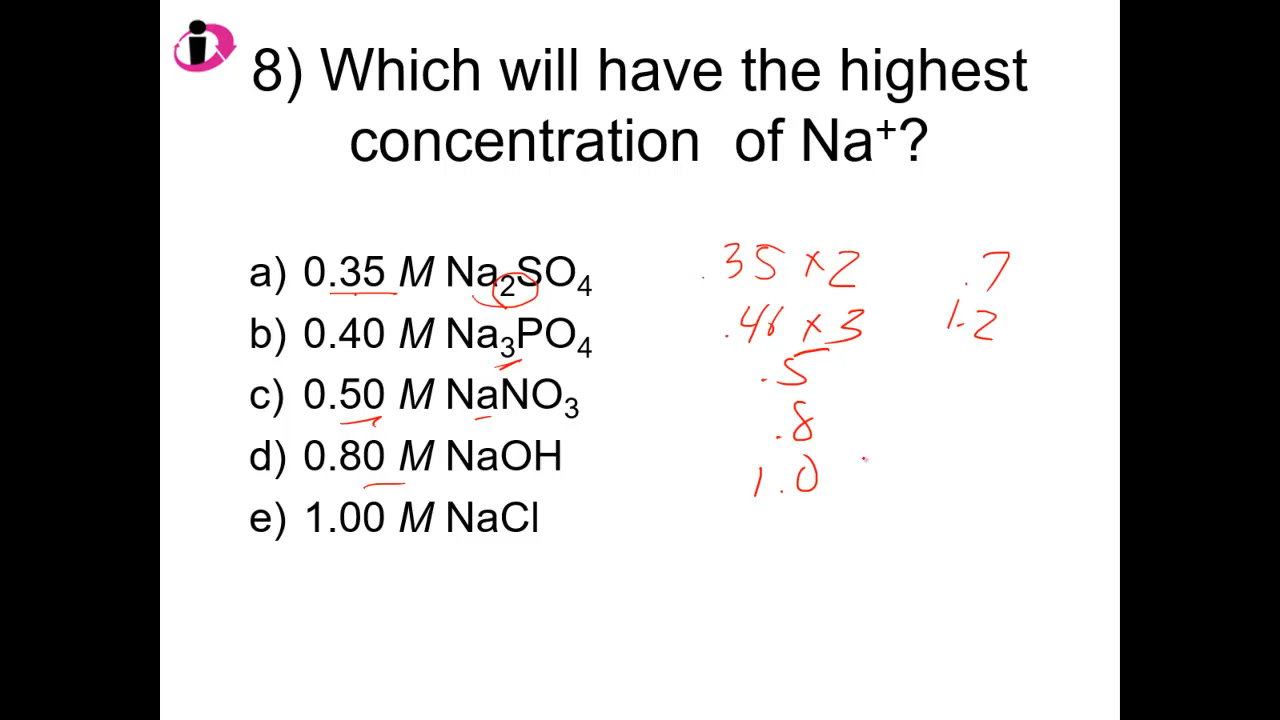 8) Which will have the highest
concentration of Na⁺?
a) 0.35 M Na₂SO₄ .35 × 2 .7
b) 0.40 M Na₃PO₄ .40 × 3 1.2
c) 0.50 M NaNO₃ .5
d) 0.80 M NaOH .8
e) 1.00 M NaCl 1.0